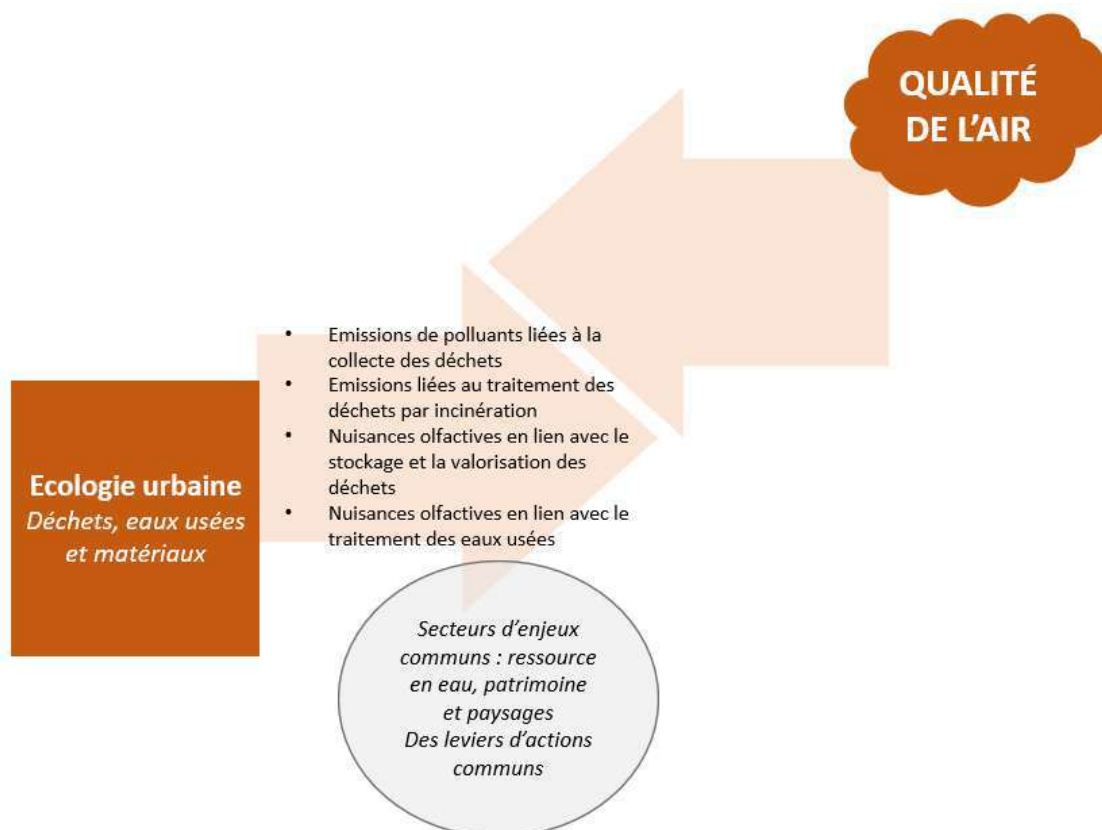 QUALITÉ
DE L'AIR
• Emissions de polluants liées à la
collecte des déchets
• Emissions liées au traitement des
déchets par incinération
• Nuisances olfactives en lien avec le
stockage et la valorisation des
déchets
• Nuisances olfactives en lien avec le
traitement des eaux usées
Ecologie urbaine
Déchets, eaux usées
et matériaux
Secteurs d'enjeux
communs : ressource
en eau, patrimoine
et paysages
Des leviers d'actions
communs